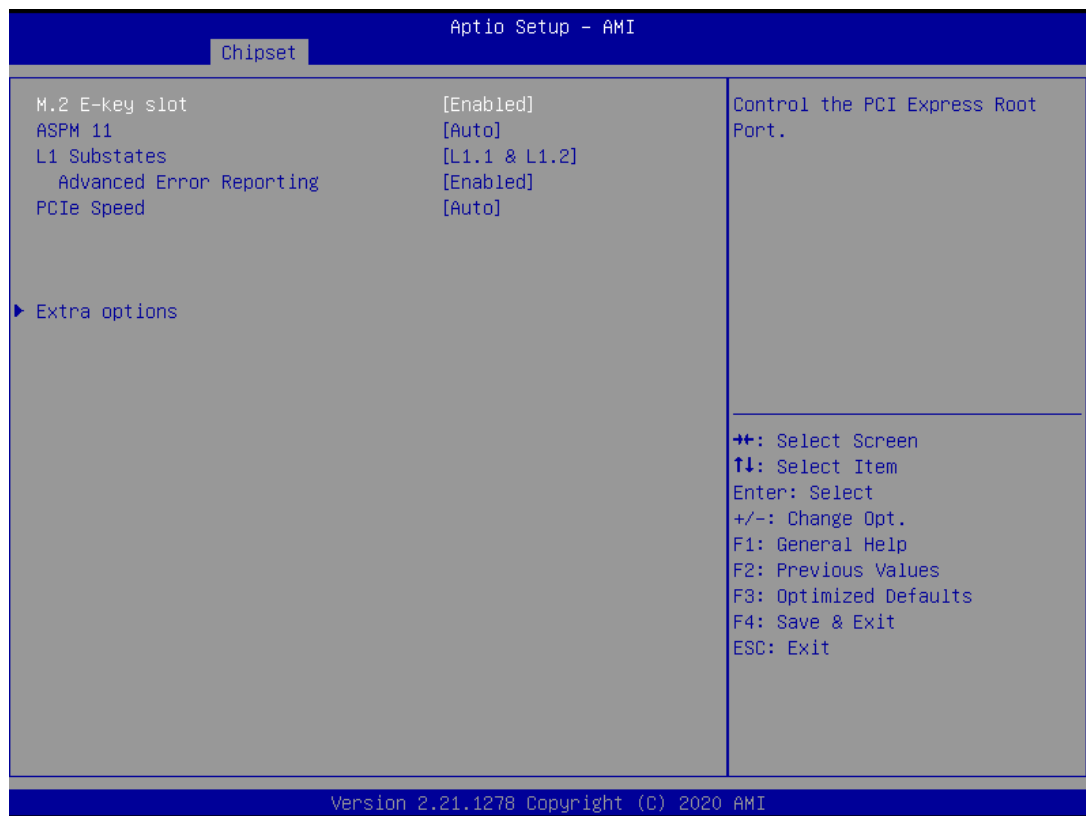 Aptio Setup – AMI
Chipset
M.2 E-key slot [Enabled]
ASPM 11 [Auto]
L1 Substates [L1.1 & L1.2]
Advanced Error Reporting [Enabled]
PCIe Speed [Auto]
► Extra options
Control the PCI Express Root
Port.
→←: Select Screen
↑↓: Select Item
Enter: Select
+/-: Change Opt.
F1: General Help
F2: Previous Values
F3: Optimized Defaults
F4: Save & Exit
ESC: Exit
Version 2.21.1278 Copyright (C) 2020 AMI